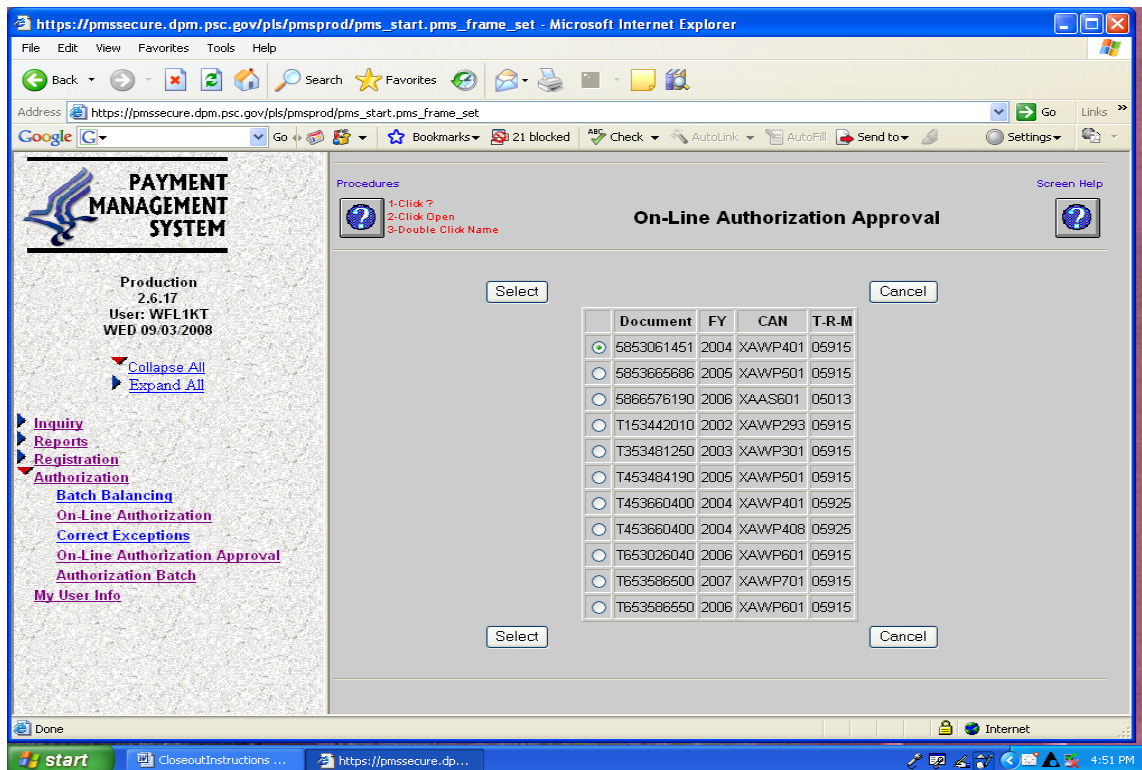 https://pmssecure.dpm.psc.gov/pls/pmsprod/pms_start.pms_frame_set - Microsoft Internet Explorer
File Edit View Favorites Tools Help
Back Search Favorites
Address https://pmssecure.dpm.psc.gov/pls/pmsprod/pms_start.pms_frame_set Go Links »
Google G Go Bookmarks 21 blocked ABC Check AutoLink AutoFill Send to Settings
PAYMENT
MANAGEMENT
SYSTEM
Production
2.6.17
User: WFL1KT
WED 09/03/2008
Collapse All
Expand All
Inquiry
Reports
Registration
Authorization
Batch Balancing
On-Line Authorization
Correct Exceptions
On-Line Authorization Approval
Authorization Batch
My User Info
Procedures
?
1-Click ?
2-Click Open
3-Double Click Name
On-Line Authorization Approval
Screen Help
?
Select Cancel
Document FY CAN T-R-M
5853061451 2004 XAWP401 05915
5853665686 2005 XAWP501 05915
5866576190 2006 XAAS601 05013
T153442010 2002 XAWP293 05915
T353481250 2003 XAWP301 05915
T453484190 2005 XAWP501 05915
T453660400 2004 XAWP401 05925
T453660400 2004 XAWP408 05925
T653026040 2006 XAWP601 05915
T653586500 2007 XAWP701 05915
T653586550 2006 XAWP601 05915
Select Cancel
Done Internet
start CloseoutInstructions ... https://pmssecure.dp... 4:51 PM